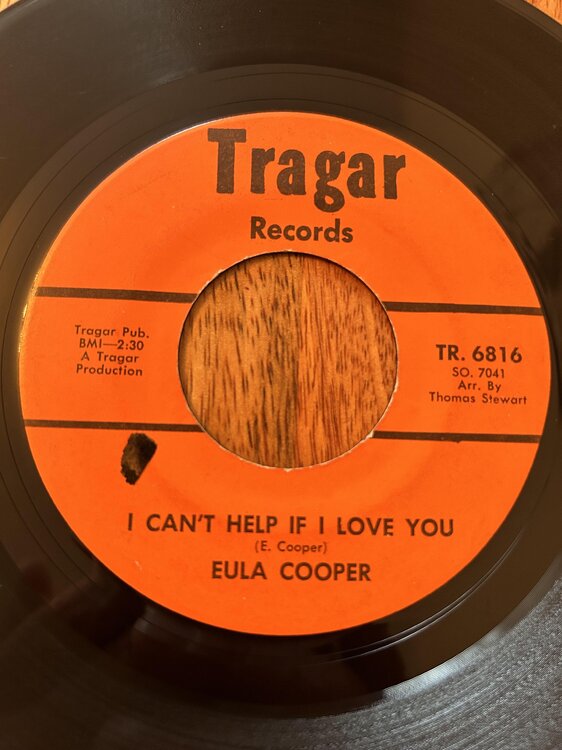 Tragar
Records
Tragar Pub.
BMI—2:30
A Tragar
Production
TR. 6816
SO. 7041
Arr. By
Thomas Stewart
I CAN'T HELP IF I LOVE YOU
(E. Cooper)
EULA COOPER